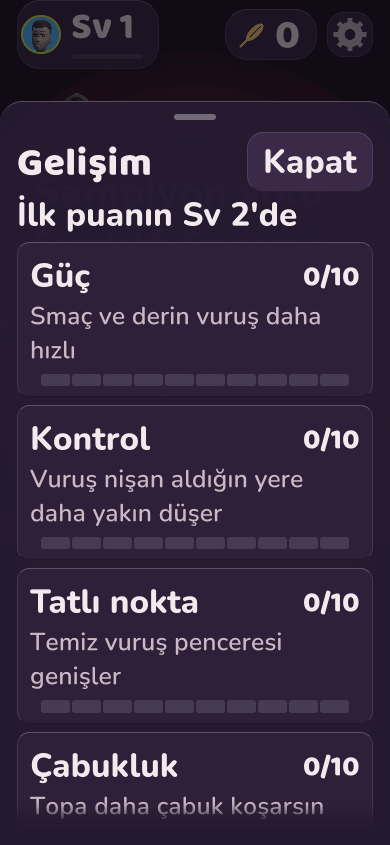 Sv 1
0
Gelişim
Kapat
İlk puanın Sv 2'de
Güç
0/10
Smaç ve derin vuruş daha
hızlı
Kontrol
0/10
Vuruş nişan aldığın yere
daha yakın düşer
Tatlı nokta
0/10
Temiz vuruş penceresi
genişler
Çabukluk
0/10
Topa daha çabuk koşarsın